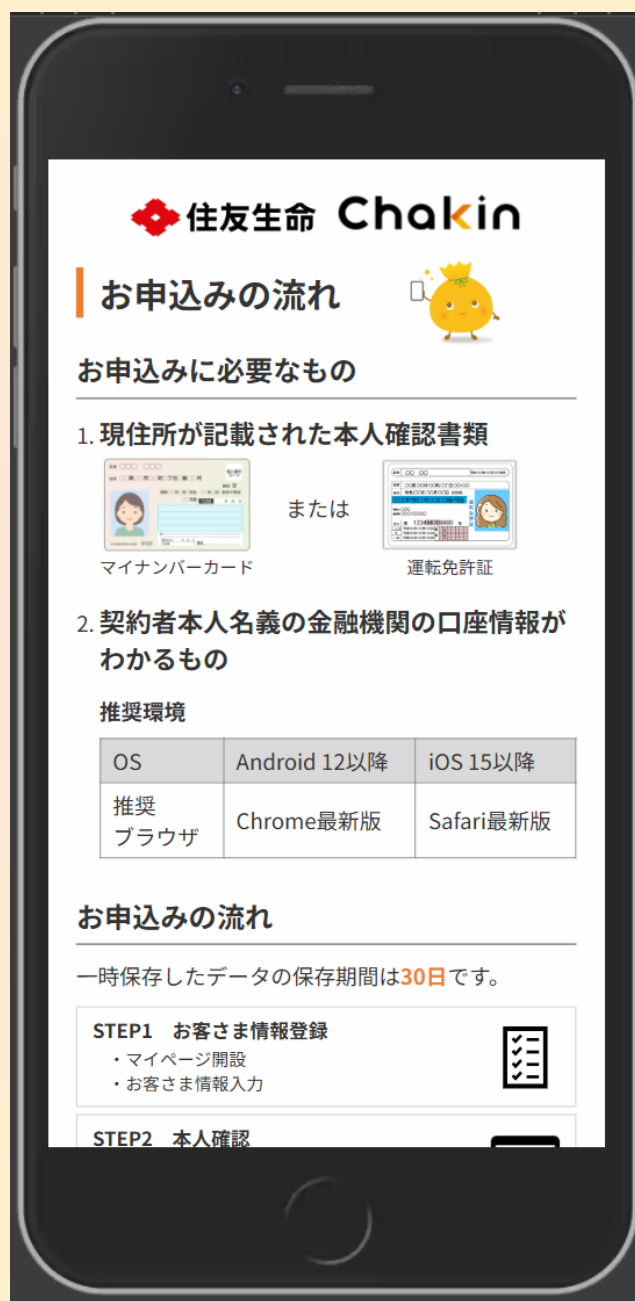 住友生命 Chakin
お申込みの流れ
お申込みに必要なもの
1. 現住所が記載された本人確認書類
または
マイナンバーカード
運転免許証
2. 契約者本人名義の金融機関の口座情報が
わかるもの
推奨環境
OS Android 12以降 iOS 15以降
推奨
ブラウザ
Chrome最新版 Safari最新版
お申込みの流れ
一時保存したデータの保存期間は30日です。
STEP1 お客さま情報登録
・マイページ開設
・お客さま情報入力
STEP2 本人確認